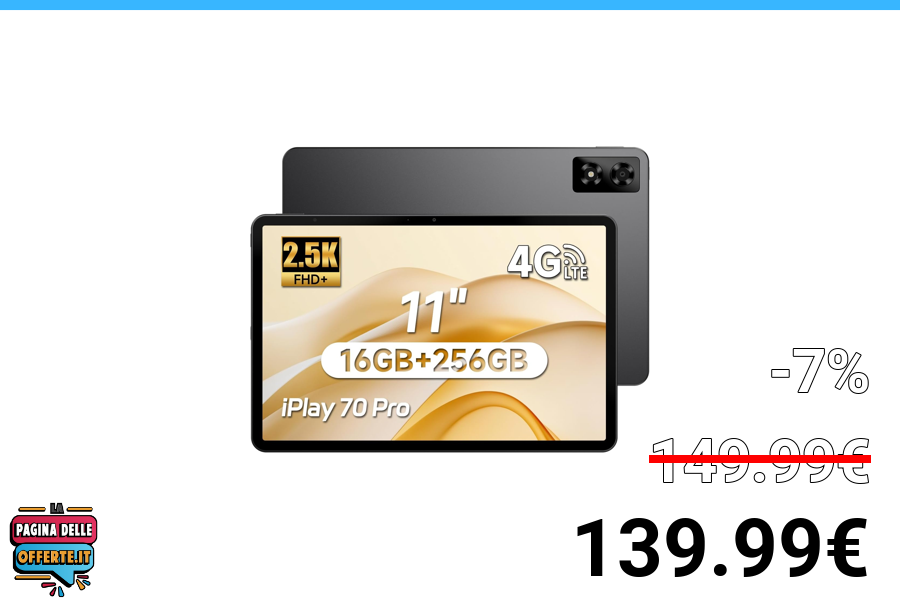 2.5K
FHD+
4G LTE
11"
16GB+256GB
iPlay 70 Pro
-7%
149.99€
139.99€
LA
PAGINA DELLE
OFFERTE.IT